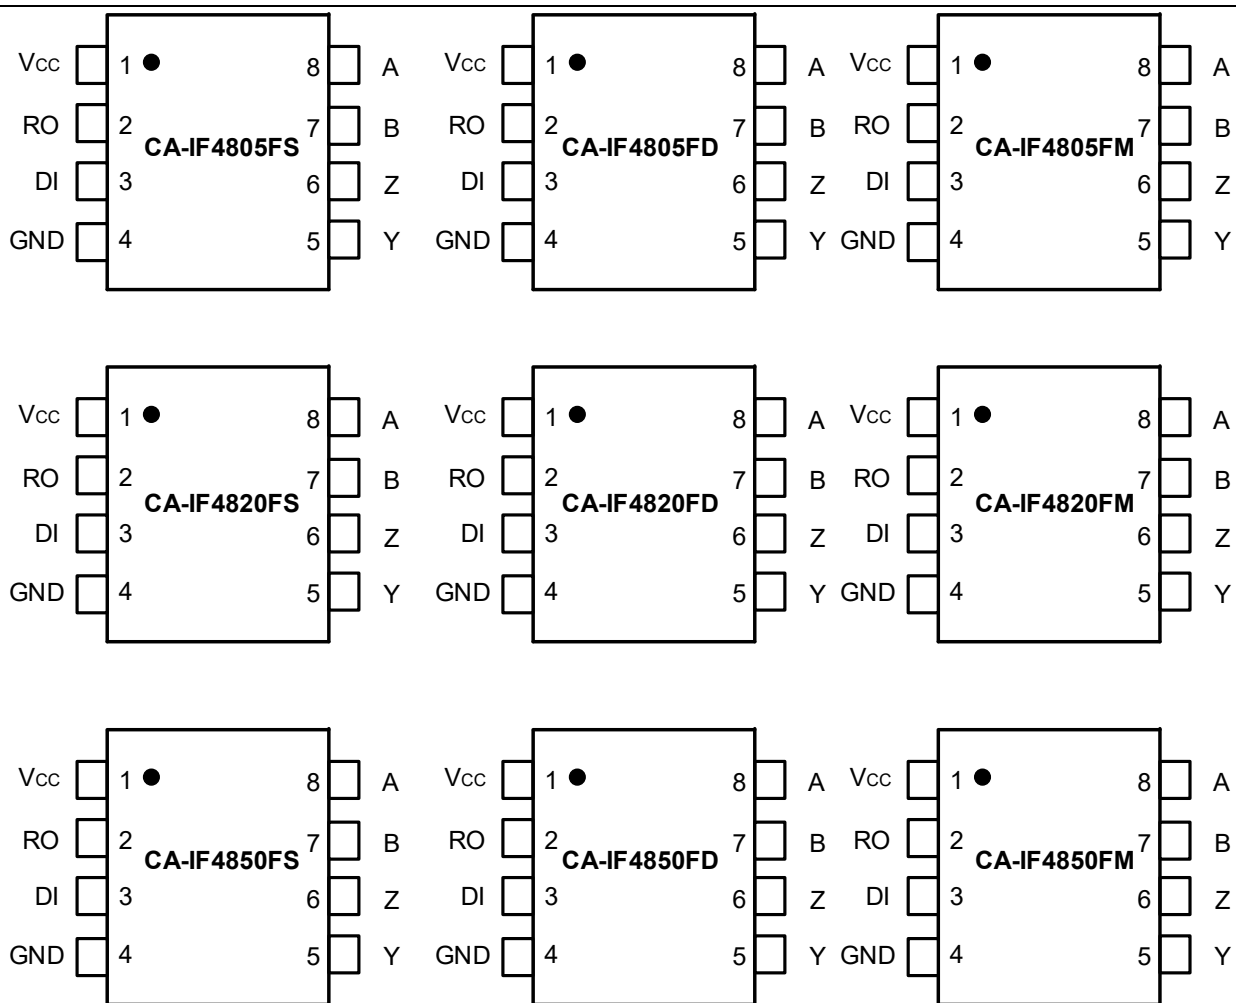 Vcc 1 8 A Vcc 1 8 A Vcc 1 8 A
RO 2 7 B RO 2 7 B RO 2 7 B
CA-IF4805FS CA-IF4805FD CA-IF4805FM
DI 3 6 Z DI 3 6 Z DI 3 6 Z
GND 4 5 Y GND 4 5 Y GND 4 5 Y
Vcc 1 8 A Vcc 1 8 A Vcc 1 8 A
RO 2 7 B RO 2 7 B RO 2 7 B
CA-IF4820FS CA-IF4820FD CA-IF4820FM
DI 3 6 Z DI 3 6 Z DI 3 6 Z
GND 4 5 Y GND 4 5 Y GND 4 5 Y
Vcc 1 8 A Vcc 1 8 A Vcc 1 8 A
RO 2 7 B RO 2 7 B RO 2 7 B
CA-IF4850FS CA-IF4850FD CA-IF4850FM
DI 3 6 Z DI 3 6 Z DI 3 6 Z
GND 4 5 Y GND 4 5 Y GND 4 5 Y